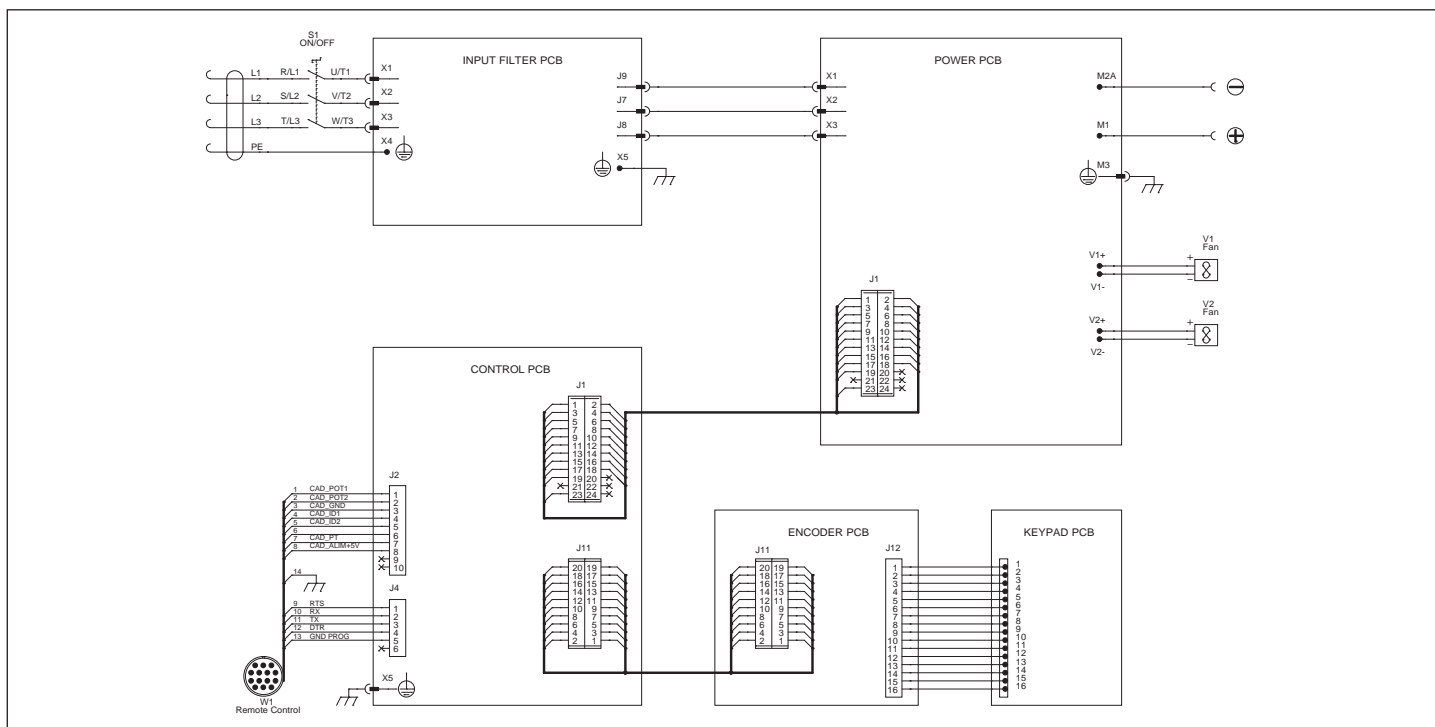 S1
ON/OFF
INPUT FILTER PCB
POWER PCB
L1 R/L1 U/T1 X1
L2 S/L2 V/T2 X2
L3 T/L3 W/T3 X3
PE X4
J9 X1
J7 X2
J8 X3
X5
M2A
M1
M3
V1+
V1-
+
-
V1
Fan
V2+
V2-
+
-
V2
Fan
J1
1 2
3 4
5 6
7 8
9 10
11 12
13 14
15 16
17 18
19 20
21 22
23 24
CONTROL PCB
J1
1 2
3 4
5 6
7 8
9 10
11 12
13 14
15 16
17 18
19 20
21 22
23 24
J2
1 CAD_POT1 1
2 CAD_POT2 2
3 CAD_GND 3
4 CAD_ID1 4
5 CAD_ID2 5
6 6
7 CAD_PT 7
8 CAD_ALIM+5V 8
9
10
14
J4
9 RTS 1
10 RX 2
11 TX 3
12 DTR 4
13 GND PROG 5
6
X5
W1
Remote Control
J11
20 19
18 17
16 15
14 13
12 11
10 9
8 7
6 5
4 3
2 1
ENCODER PCB
J11
20 19
18 17
16 15
14 13
12 11
10 9
8 7
6 5
4 3
2 1
J12
1
2
3
4
5
6
7
8
9
10
11
12
13
14
15
16
KEYPAD PCB
1
2
3
4
5
6
7
8
9
10
11
12
13
14
15
16